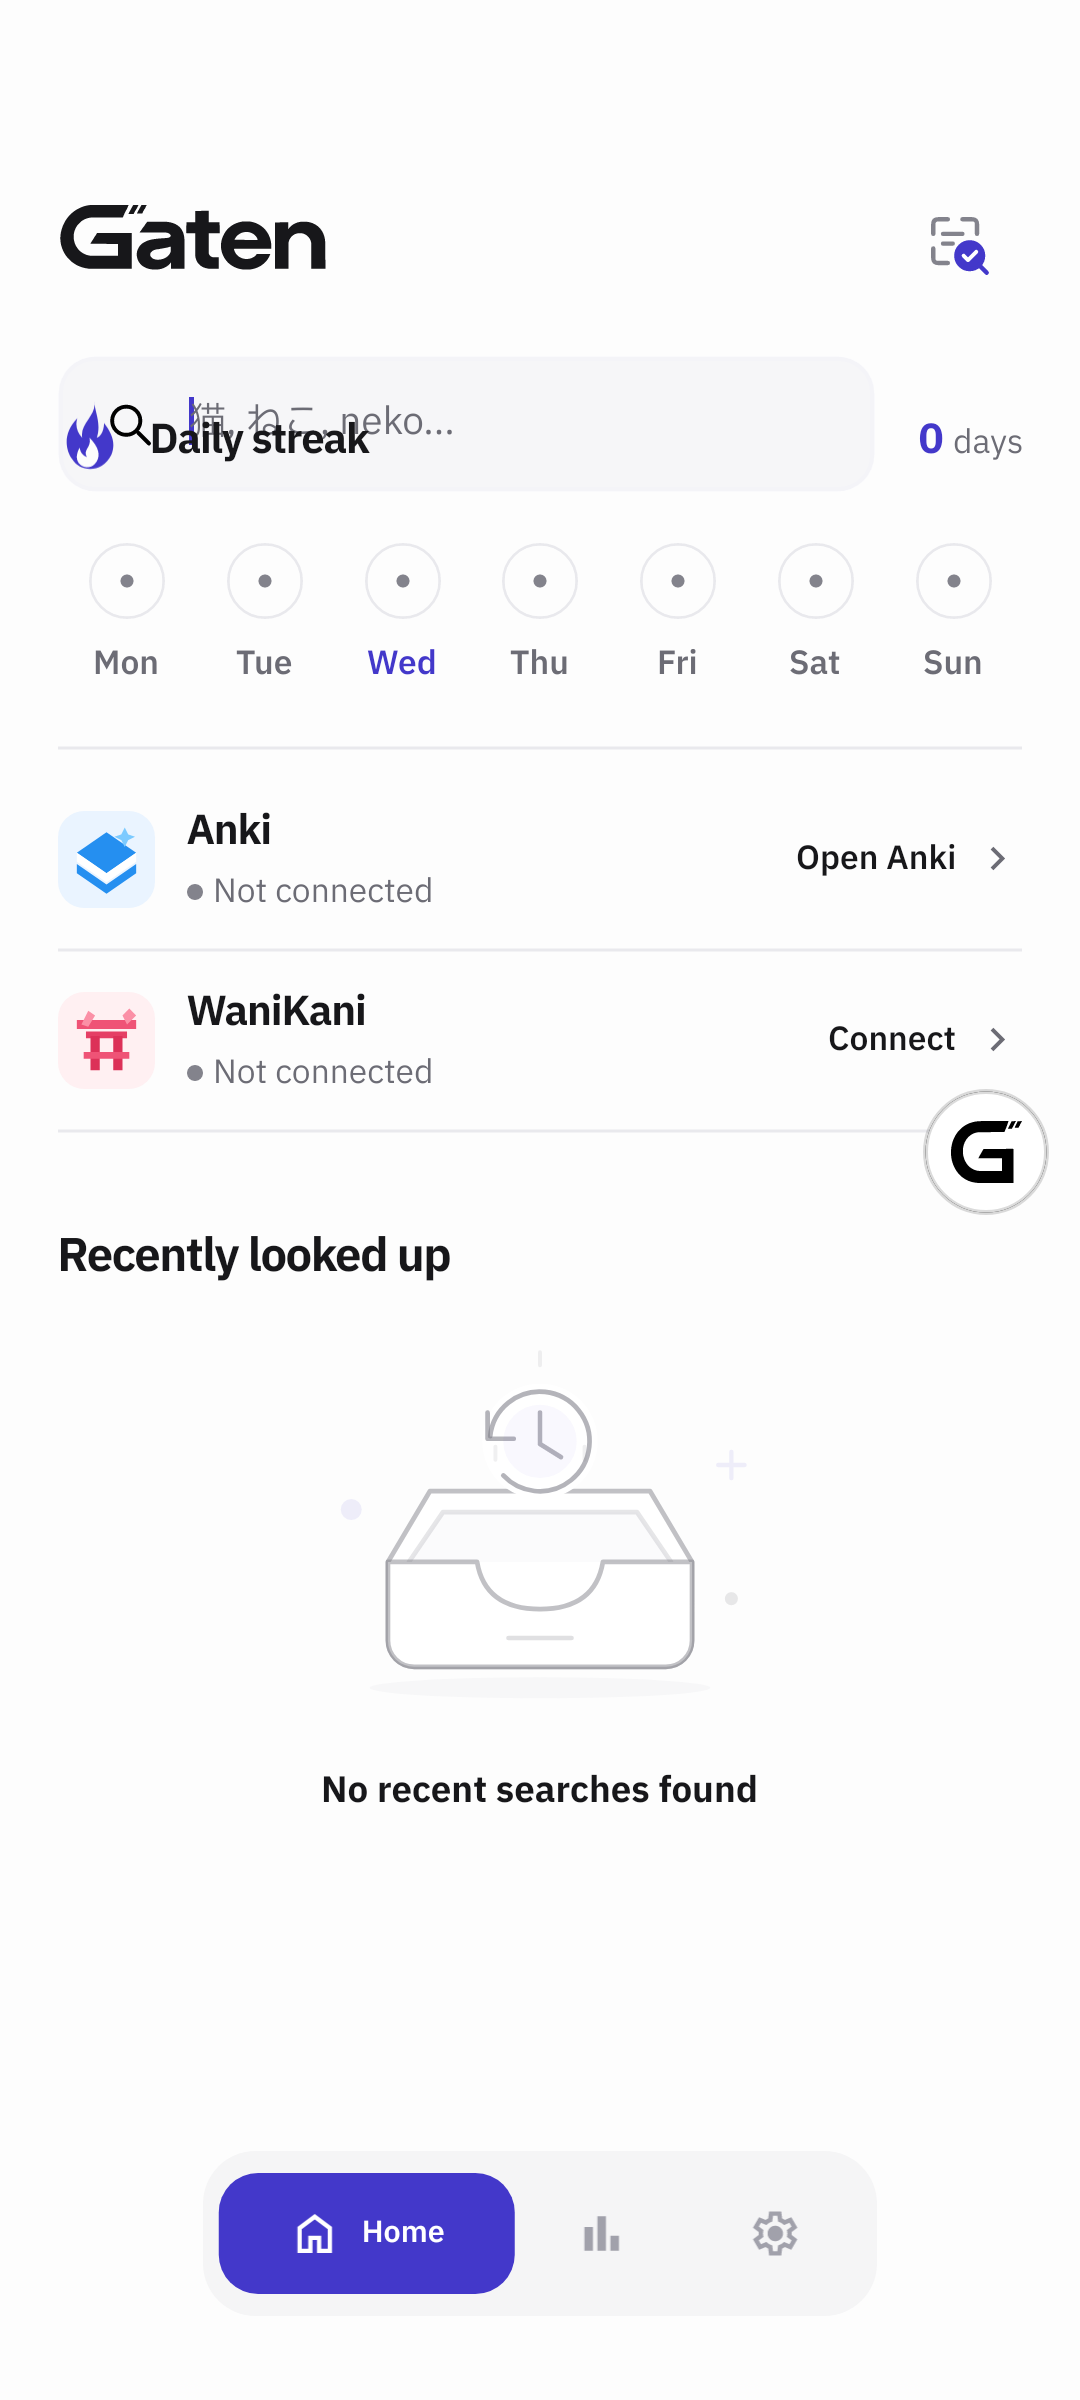 Gaten
猫, ねこ, neko...
Daily streak
0 days
Mon Tue Wed Thu Fri Sat Sun
Anki
Not connected
Open Anki
WaniKani
Not connected
Connect
G
Recently looked up
No recent searches found
Home